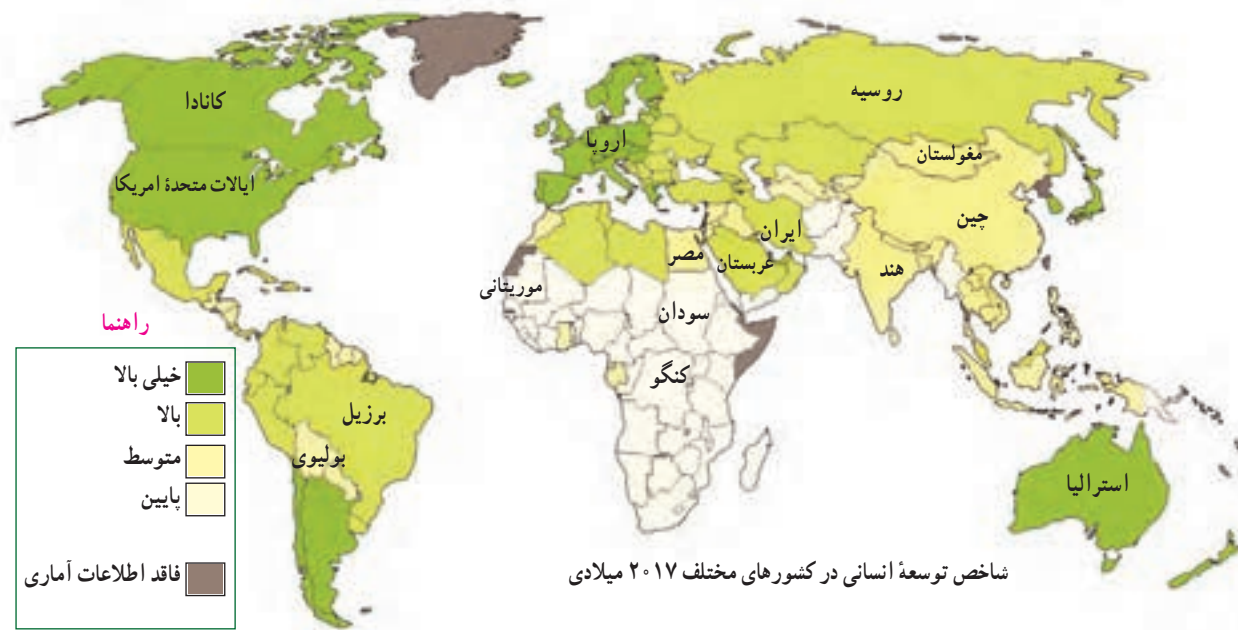 کانادا
ایالات متحدهٔ امریکا
اروپا
روسیه
مغولستان
چین
ایران
هند
عربستان
مصر
موریتانی
سودان
کنگو
برزیل
بولیوی
استرالیا
راهنما
خیلی بالا
بالا
متوسط
پایین
فاقد اطلاعات آماری
شاخص توسعهٔ انسانی در کشورهای مختلف ۲۰۱۷ میلادی